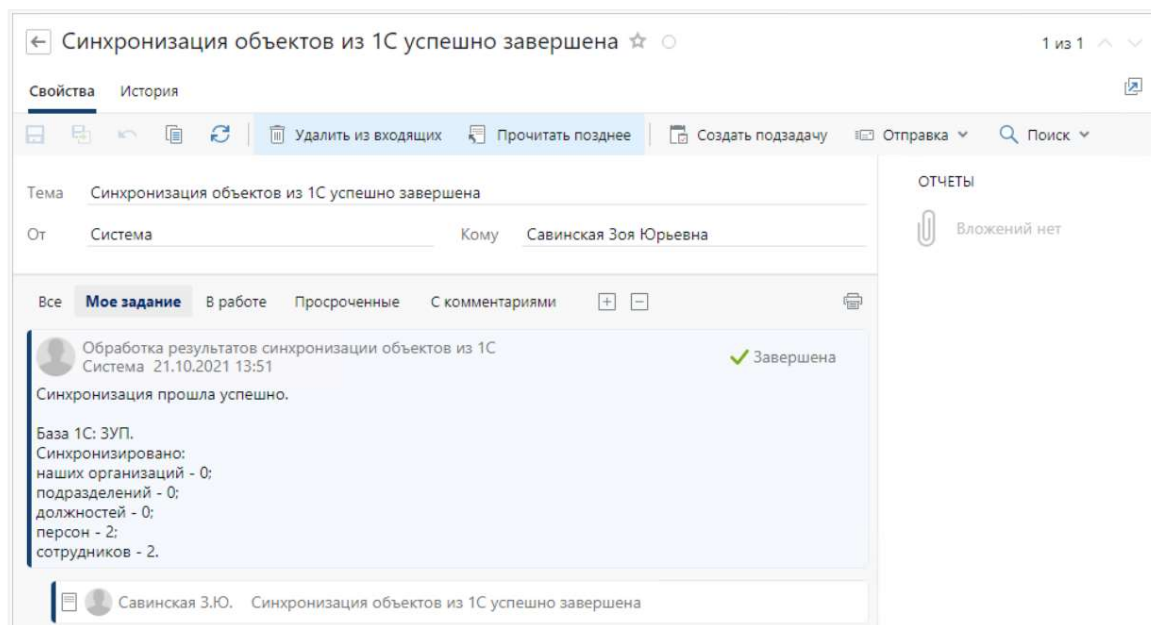 Синхронизация объектов из 1С успешно завершена
1 из 1
Свойства История
Удалить из входящих Прочитать позднее Создать подзадачу Отправка Поиск
Тема Синхронизация объектов из 1С успешно завершена
ОТЧЕТЫ
От Система Кому Савинская Зоя Юрьевна
Вложений нет
Все Мое задание В работе Просроченные С комментариями
Обработка результатов синхронизации объектов из 1С
Система 21.10.2021 13:51
Завершена
Синхронизация прошла успешно.
База 1С: ЗУП.
Синхронизировано:
наших организаций - 0;
подразделений - 0;
должностей - 0;
персон - 2;
сотрудников - 2.
Савинская З.Ю. Синхронизация объектов из 1С успешно завершена